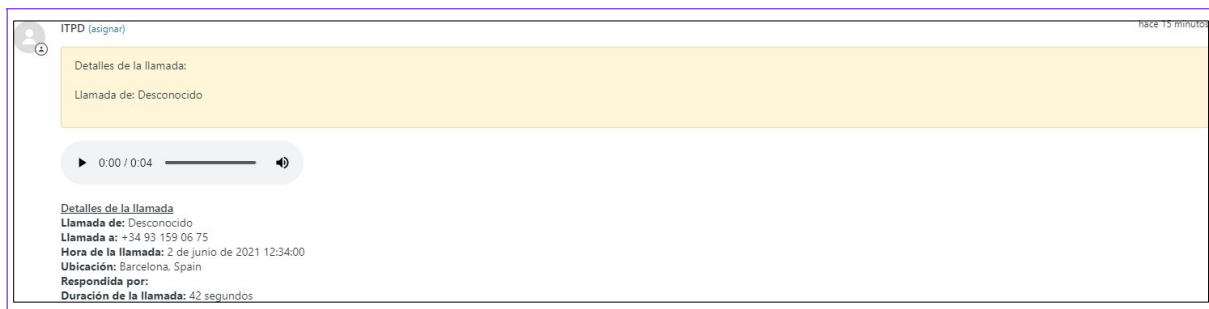 ITPD (asignar)
hace 15 minutos
Detalles de la llamada:
Llamada de: Desconocido
0:00 / 0:04
Detalles de la llamada
Llamada de: Desconocido
Llamada a: +34 93 159 06 75
Hora de la llamada: 2 de junio de 2021 12:34:00
Ubicación: Barcelona, Spain
Respondida por:
Duración de la llamada: 42 segundos